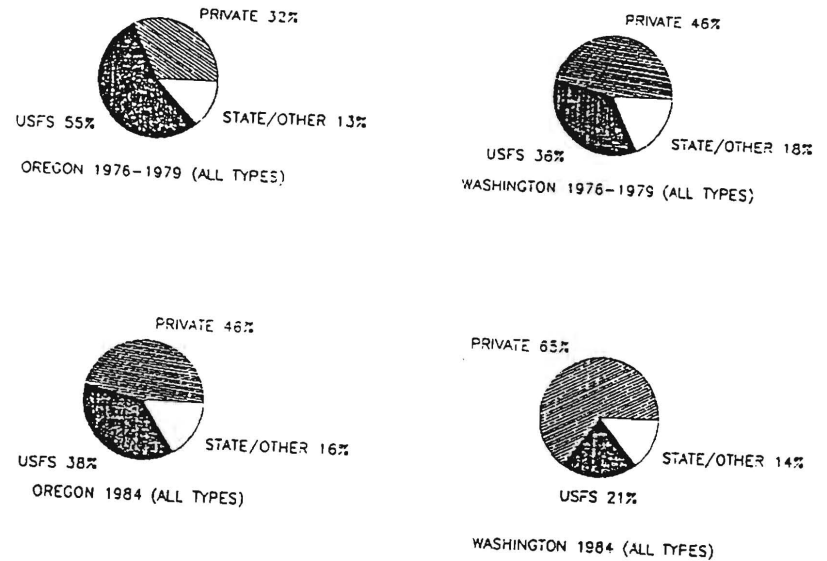 PRIVATE 32%
USFS 55%
STATE/OTHER 13%
OREGON 1976-1979 (ALL TYPES)
PRIVATE 46%
USFS 36%
STATE/OTHER 18%
WASHINGTON 1976-1979 (ALL TYPES)
PRIVATE 46%
USFS 38%
STATE/OTHER 16%
OREGON 1984 (ALL TYPES)
PRIVATE 65%
STATE/OTHER 14%
USFS 21%
WASHINGTON 1984 (ALL TYPES)